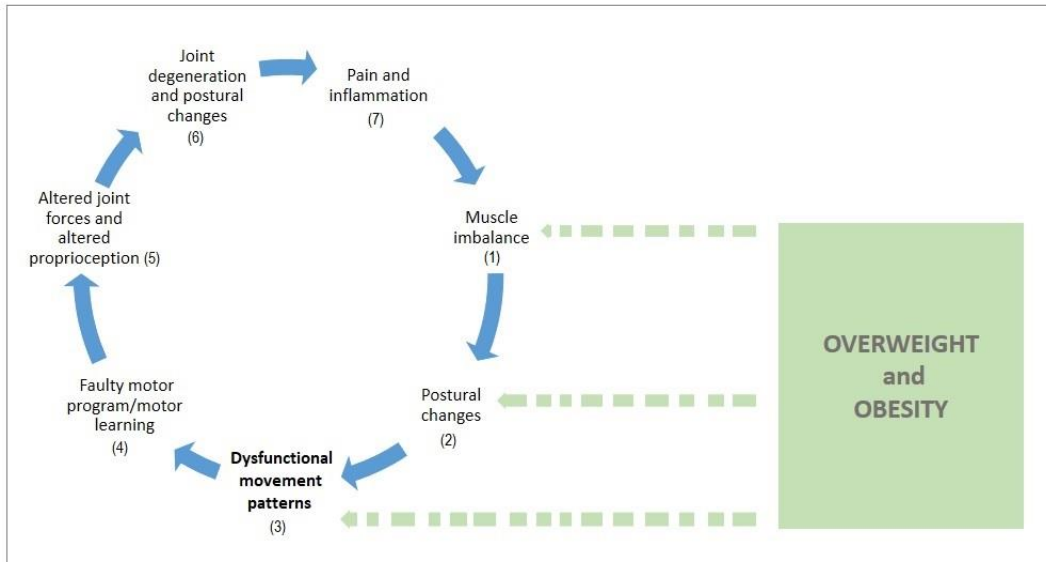 Joint
degeneration
and postural
changes
(6)
Pain and
inflammation
(7)
Altered joint
forces and
altered
proprioception (5)
Muscle
imbalance
(1)
OVERWEIGHT
and
OBESITY
Faulty motor
program/motor
learning
(4)
Postural
changes
(2)
Dysfunctional
movement
patterns
(3)